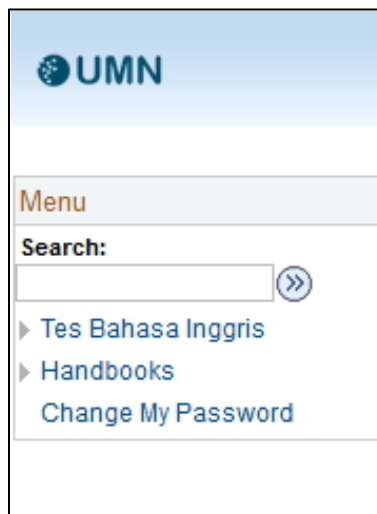 UMN
Menu
Search:
Tes Bahasa Inggris
Handbooks
Change My Password